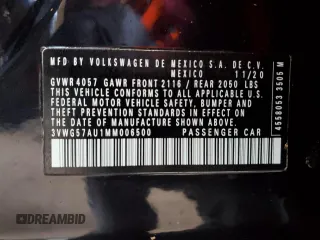 MFD. BY VOLKSWAGEN DE MEXICO S.A. DE C.V.
MEXICO 11/20
GVWR 4057 GAWR FRONT 2116 / REAR 2050 LBS
THIS VEHICLE CONFORMS TO ALL APPLICABLE U.S.
FEDERAL MOTOR VEHICLE SAFETY, BUMPER AND
THEFT PREVENTION STANDARDS IN EFFECT ON THE
DATE OF MANUFACTURE SHOWN ABOVE.
3VWG57AU1MM006500 PASSENGER CAR
4558053 3505 M
DREAMBID